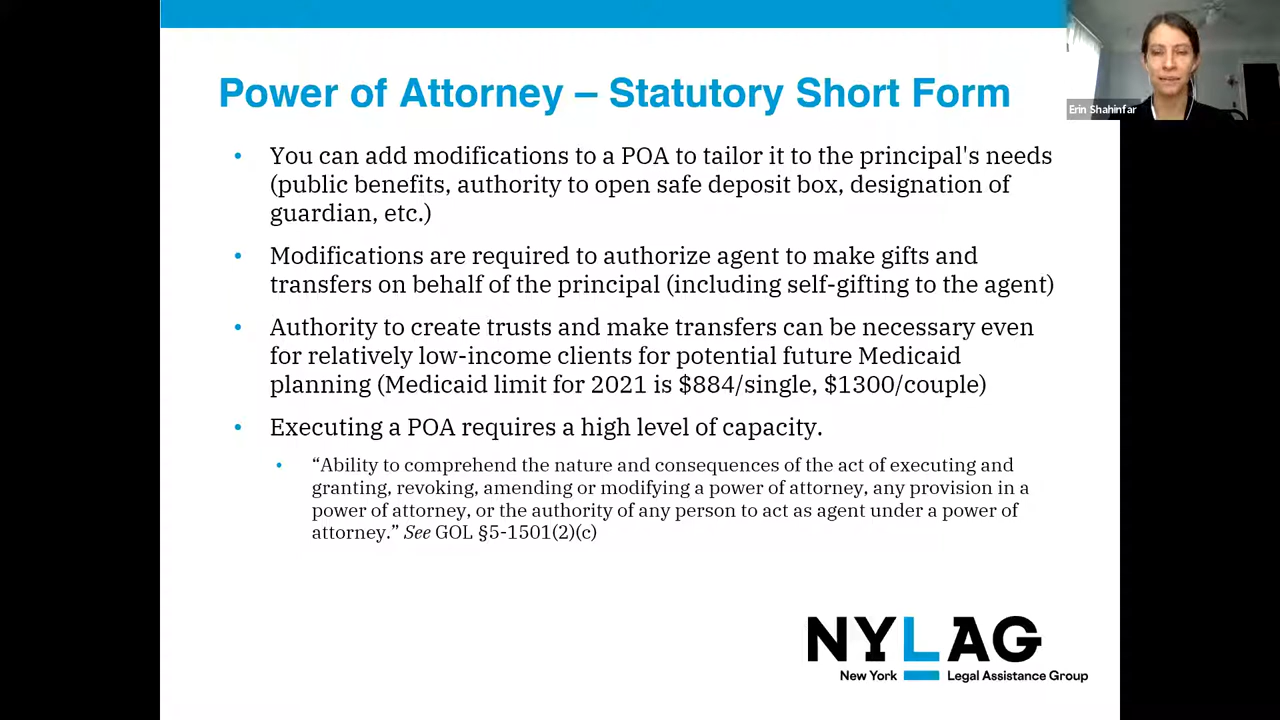 Power of Attorney – Statutory Short Form
Erin Shahinfar
• You can add modifications to a POA to tailor it to the principal's needs
(public benefits, authority to open safe deposit box, designation of
guardian, etc.)
• Modifications are required to authorize agent to make gifts and
transfers on behalf of the principal (including self-gifting to the agent)
• Authority to create trusts and make transfers can be necessary even
for relatively low-income clients for potential future Medicaid
planning (Medicaid limit for 2021 is $884/single, $1300/couple)
• Executing a POA requires a high level of capacity.
• “Ability to comprehend the nature and consequences of the act of executing and
granting, revoking, amending or modifying a power of attorney, any provision in a
power of attorney, or the authority of any person to act as agent under a power of
attorney.” See GOL §5-1501(2)(c)
NYLAG
New York Legal Assistance Group